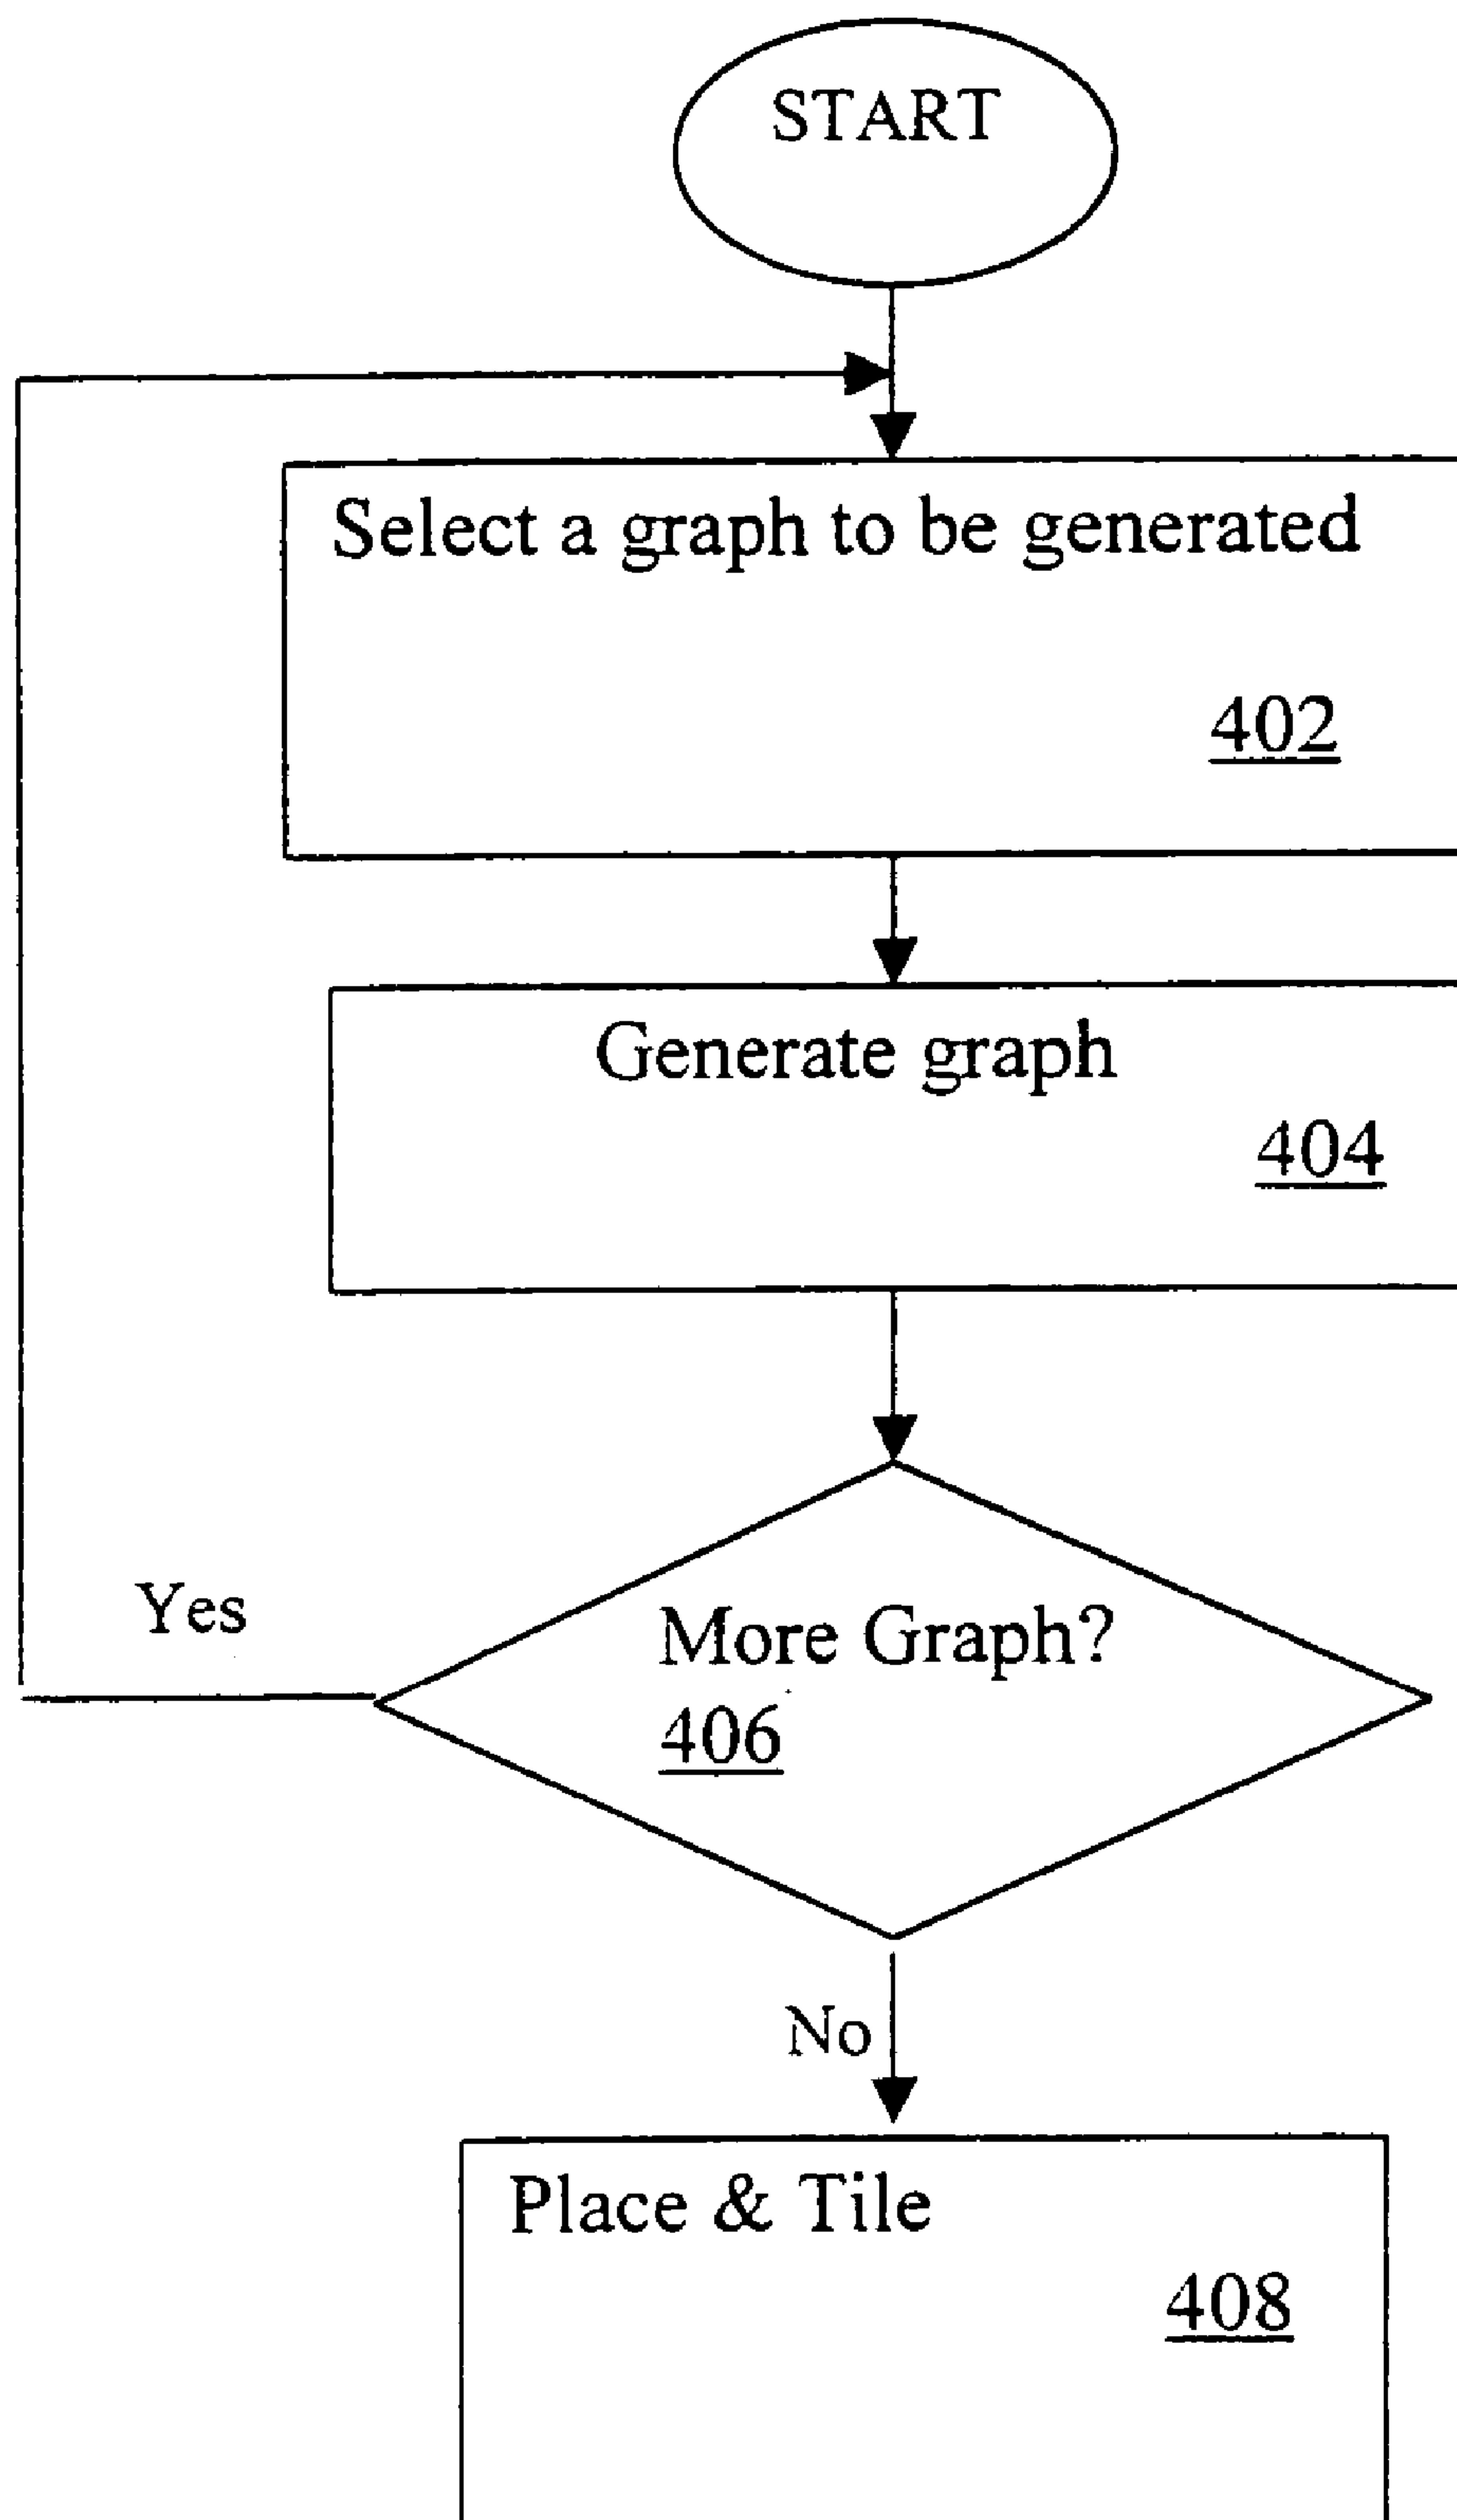 START
Select a graph to be generated
402
Generate graph
404
Yes
More Graph?
406
No
Place & Tile
408